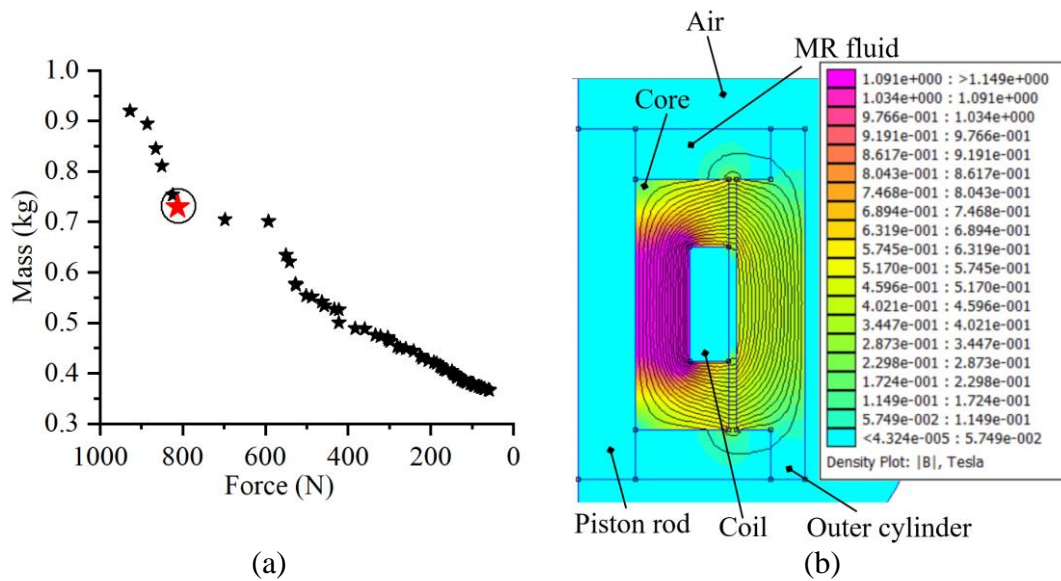 Air
MR fluid
Core
1.0
0.9
0.8
0.7
0.6
0.5
0.4
0.3
Mass (kg)
1000 800 600 400 200 0
Force (N)
1.091e+000 : >1.149e+000
1.034e+000 : 1.091e+000
9.766e-001 : 1.034e+000
9.191e-001 : 9.766e-001
8.617e-001 : 9.191e-001
8.043e-001 : 8.617e-001
7.468e-001 : 8.043e-001
6.894e-001 : 7.468e-001
6.319e-001 : 6.894e-001
5.745e-001 : 6.319e-001
5.170e-001 : 5.745e-001
4.596e-001 : 5.170e-001
4.021e-001 : 4.596e-001
3.447e-001 : 4.021e-001
2.873e-001 : 3.447e-001
2.298e-001 : 2.873e-001
1.724e-001 : 2.298e-001
1.149e-001 : 1.724e-001
5.749e-002 : 1.149e-001
<4.324e-005 : 5.749e-002
Density Plot: |B|, Tesla
Piston rod
Coil
Outer cylinder
(a)
(b)